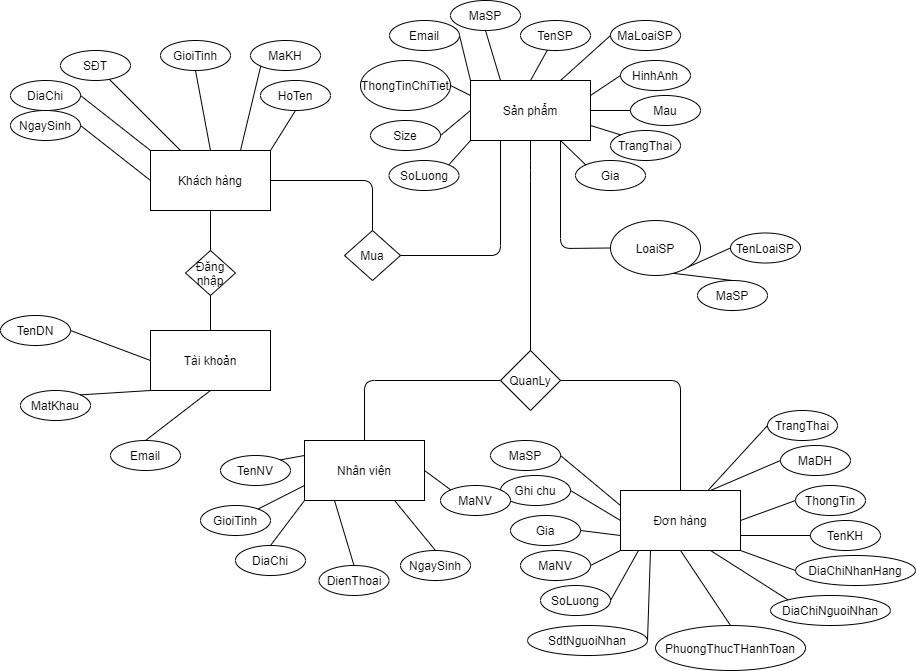 MaSP
Email
TenSP
MaLoaiSP
GioiTinh
MaKH
SĐT
HinhAnh
ThongTinChiTiet
DiaChi
HoTen
Sản phẩm
Mau
NgaySinh
Size
TrangThai
Khách hàng
SoLuong
Gia
LoaiSP
TenLoaiSP
Mua
Đăng
nhập
MaSP
TenDN
Tài khoản
QuanLy
MatKhau
TrangThai
Email
MaSP
MaDH
TenNV
Nhân viên
Ghi chu
MaNV
ThongTin
GioiTinh
Đơn hàng
Gia
TenKH
DiaChi
NgaySinh
MaNV
DiaChiNhanHang
DienThoai
SoLuong
DiaChiNguoiNhan
SdtNguoiNhan
PhuongThucTHanhToan